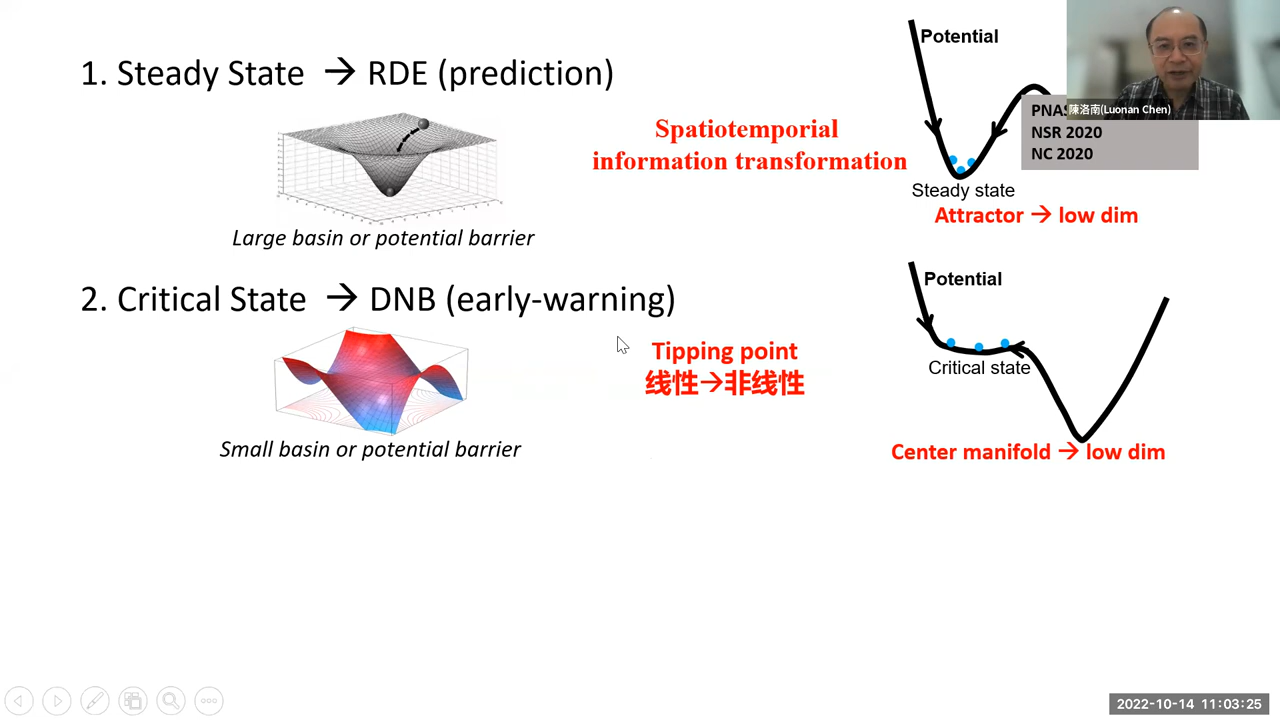 1. Steady State → RDE (prediction)
Large basin or potential barrier
Spatiotemporial
information transformation
Potential
陳洛南(Luonan Chen)
PNAS
NSR 2020
NC 2020
Steady state
Attractor → low dim
2. Critical State → DNB (early-warning)
Small basin or potential barrier
Tipping point
线性→非线性
Potential
Critical state
Center manifold → low dim
2022-10-14 11:03:25